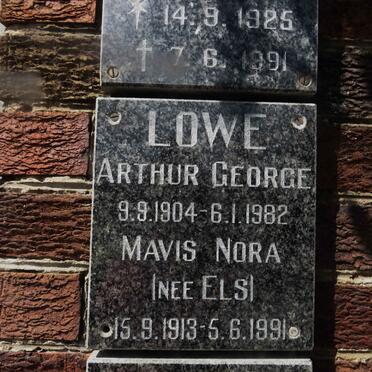 * 14.9.1925
† 7.6.1991
LOWE
ARTHUR GEORGE
9.9.1904-6.1.1982
MAVIS NORA
(NEE ELS)
15.9.1913-5.6.1991